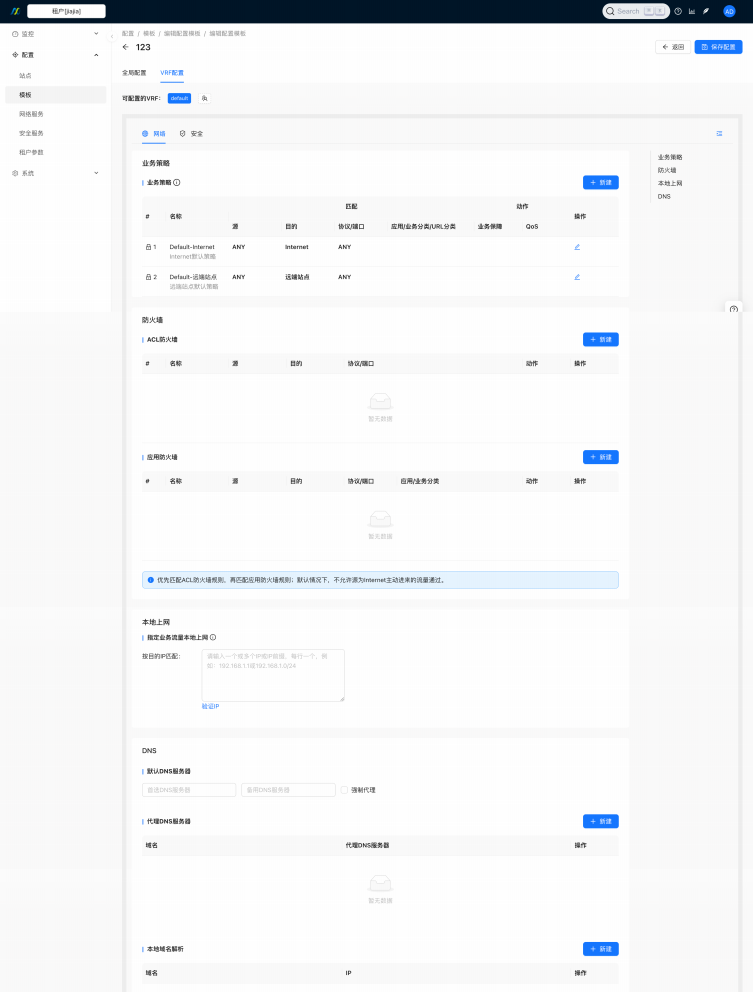 租户[jiajia]
Search
AD
监控
配置
站点
模板
网络服务
安全服务
租户参数
系统
配置 / 模板 / 编辑配置模板 / 编辑配置模板
← 123
← 返回
保存配置
全局配置 VRF配置
可配置的VRF: default
网络 安全
业务策略
防火墙
本地上网
DNS
业务策略
业务策略
+ 新建
匹配 动作
# 名称 源 目的 协议/端口 应用/业务分类/URL分类 业务保障 QoS 操作
1 Default-Internet ANY Internet ANY
Internet默认策略
2 Default-远端站点 ANY 远端站点 ANY
远端站点默认策略
防火墙
ACL防火墙
+ 新建
# 名称 源 目的 协议/端口 动作 操作
暂无数据
应用防火墙
+ 新建
# 名称 源 目的 协议/端口 应用/业务分类 动作 操作
暂无数据
优先匹配ACL防火墙规则，再匹配应用防火墙规则；默认情况下，不允许源为Internet主动进来的流量通过。
本地上网
指定业务流量本地上网
按目的IP匹配:
请输入一个或多个IP或IP网段，每行一个，例
如：192.168.1.1或192.168.1.0/24
验证IP
DNS
默认DNS服务器
首选DNS服务器 备用DNS服务器 强制代理
代理DNS服务器
+ 新建
域名 代理DNS服务器 操作
暂无数据
本地域名解析
+ 新建
域名 IP 操作